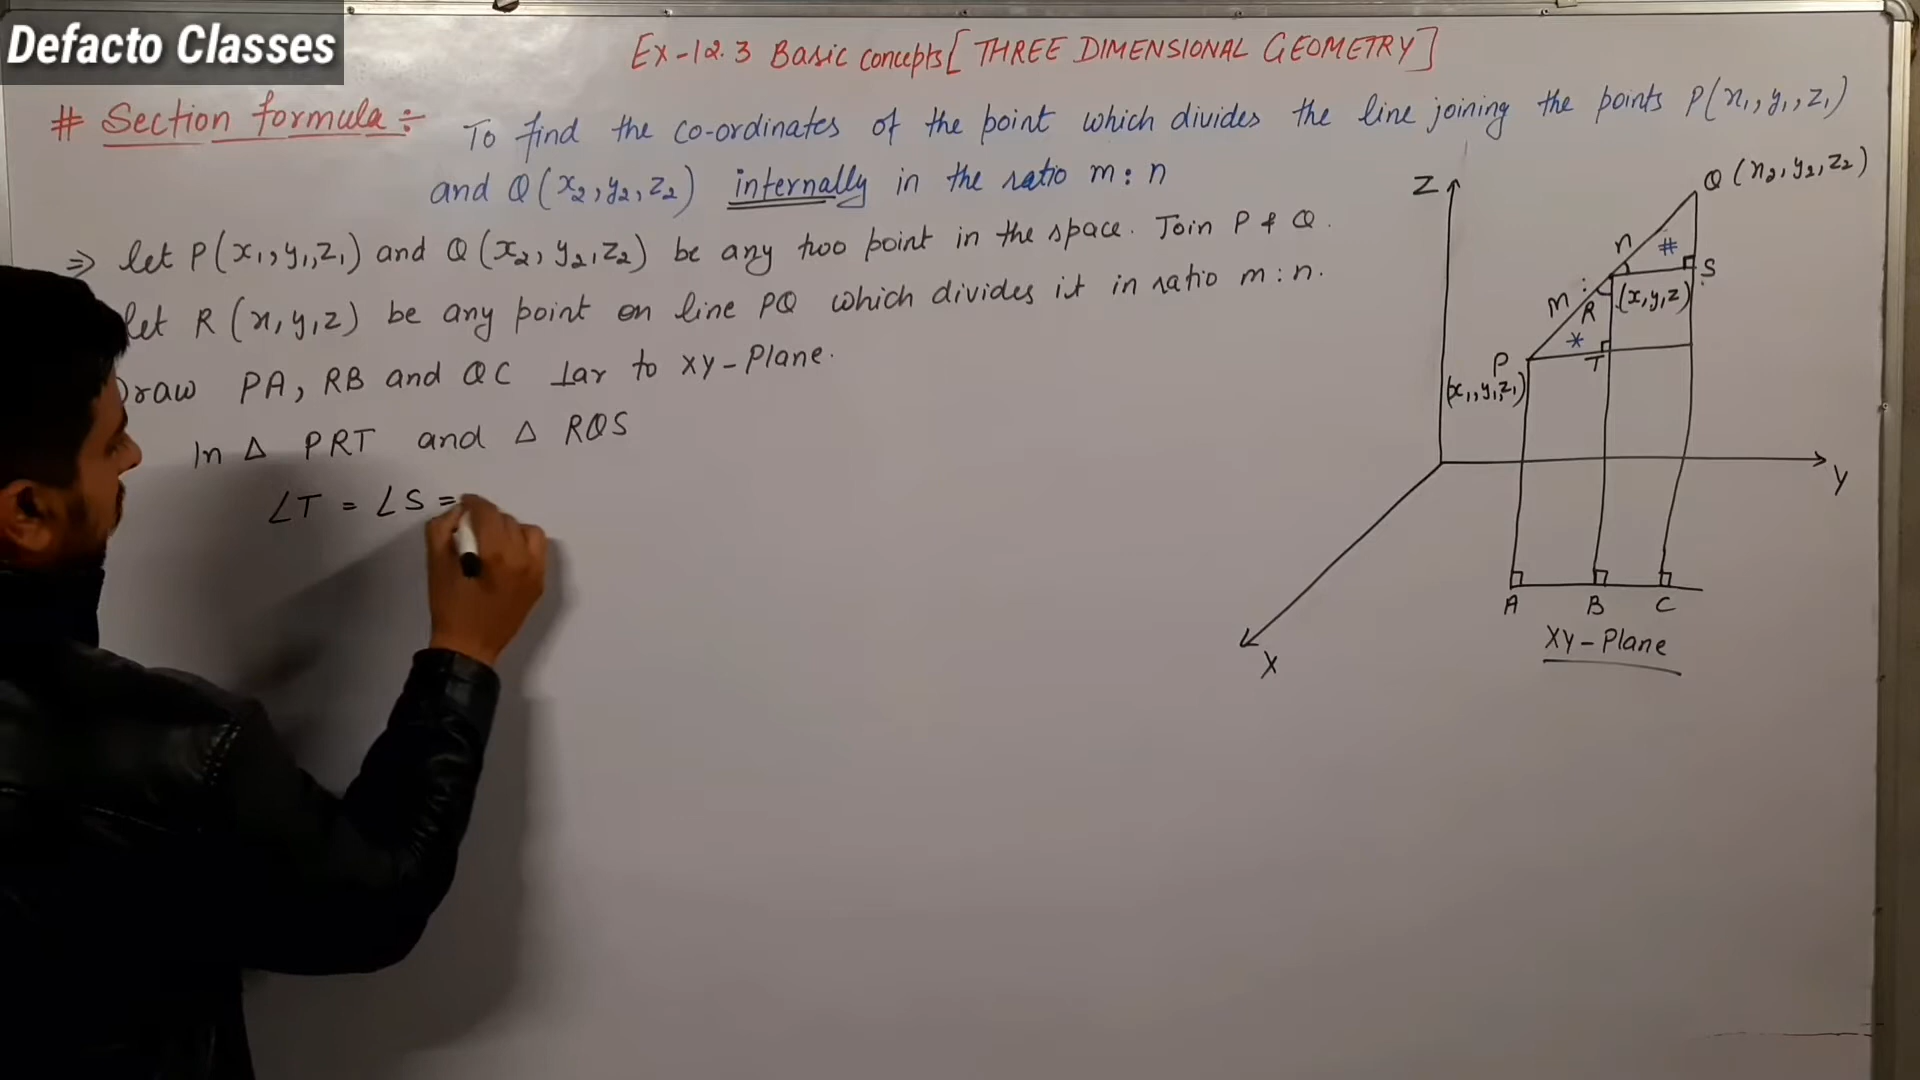 Defacto Classes
Ex-12.3 Basic concepts [THREE DIMENSIONAL GEOMETRY]
# Section formula ÷ To find the co-ordinates of the point which divides the line joining the points P(x₁, y₁, z₁)
and Q(x₂, y₂, z₂) internally in the ratio m : n
⇒ let P(x₁, y₁, z₁) and Q(x₂, y₂, z₂) be any two point in the space. Join P & Q.
let R (x, y, z) be any point on line PQ which divides it in ratio m : n.
Draw PA, RB and QC ⊥ar to XY-Plane.
In Δ PRT and Δ RQS
∠T = ∠S =
Z
Q (x₂, y₂, z₂)
n
#
S
m :
R
(x, y, z)
*
P
T
(x₁, y₁, z₁)
Y
X
A B C
XY-Plane